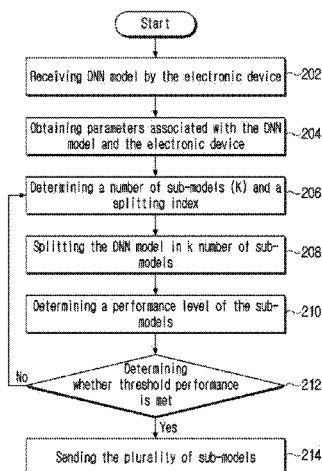 Start
Receiving DNN model by the electronic device
202
Obtaining parameters associated with the DNN
model and the electronic device
204
Determining a number of sub-models (K) and a
splitting index
206
Splitting the DNN model in k number of sub-
models
208
Determining a performance level of the sub-
models
210
Determining
whether threshold performance
is met
212
No
Yes
Sending the plurality of sub-models
214